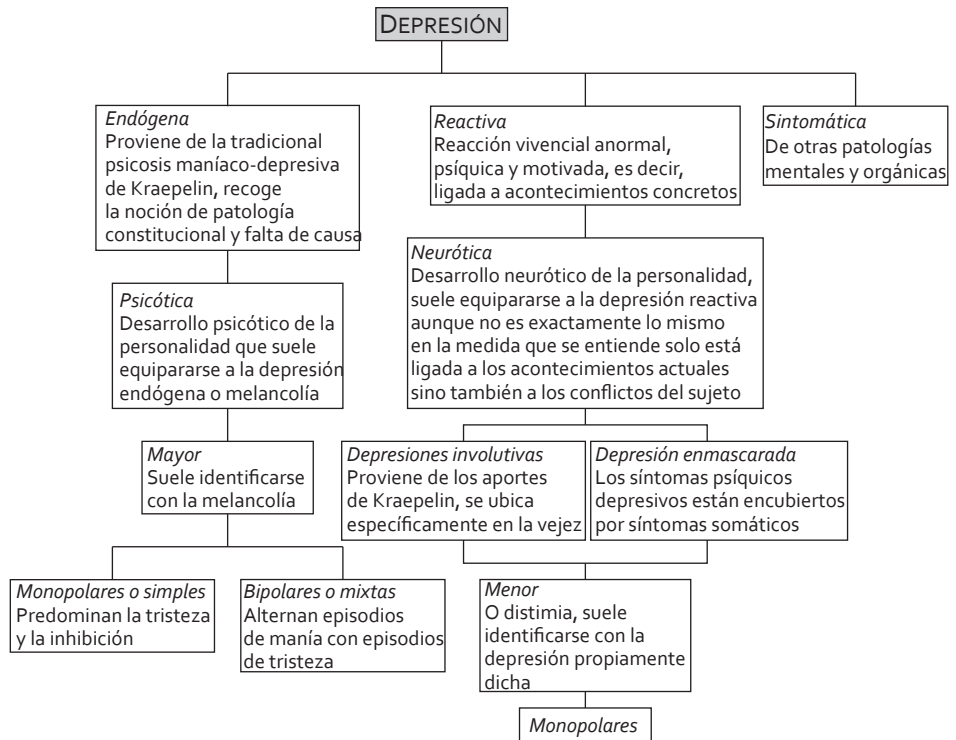 DEPRESIÓN
Endógena
Proviene de la tradicional
psicosis maníaco-depresiva
de Kraepelin, recoge
la noción de patología
constitucional y falta de causa
Reactiva
Reacción vivencial anormal,
psíquica y motivada, es decir,
ligada a acontecimientos concretos
Sintomática
De otras patologías
mentales y orgánicas
Psicótica
Desarrollo psicótico de la
personalidad que suele
equipararse a la depresión
endógena o melancolía
Neurótica
Desarrollo neurótico de la personalidad,
suele equipararse a la depresión reactiva
aunque no es exactamente lo mismo
en la medida que se entiende solo está
ligada a los acontecimientos actuales
sino también a los conflictos del sujeto
Mayor
Suele identificarse
con la melancolía
Depresiones involutivas
Proviene de los aportes
de Kraepelin, se ubica
específicamente en la vejez
Depresión enmascarada
Los síntomas psíquicos
depresivos están encubiertos
por síntomas somáticos
Monopolares o simples
Predominan la tristeza
y la inhibición
Bipolares o mixtas
Alternan episodios
de manía con episodios
de tristeza
Menor
O distimia, suele
identificarse con la
depresión propiamente
dicha
Monopolares